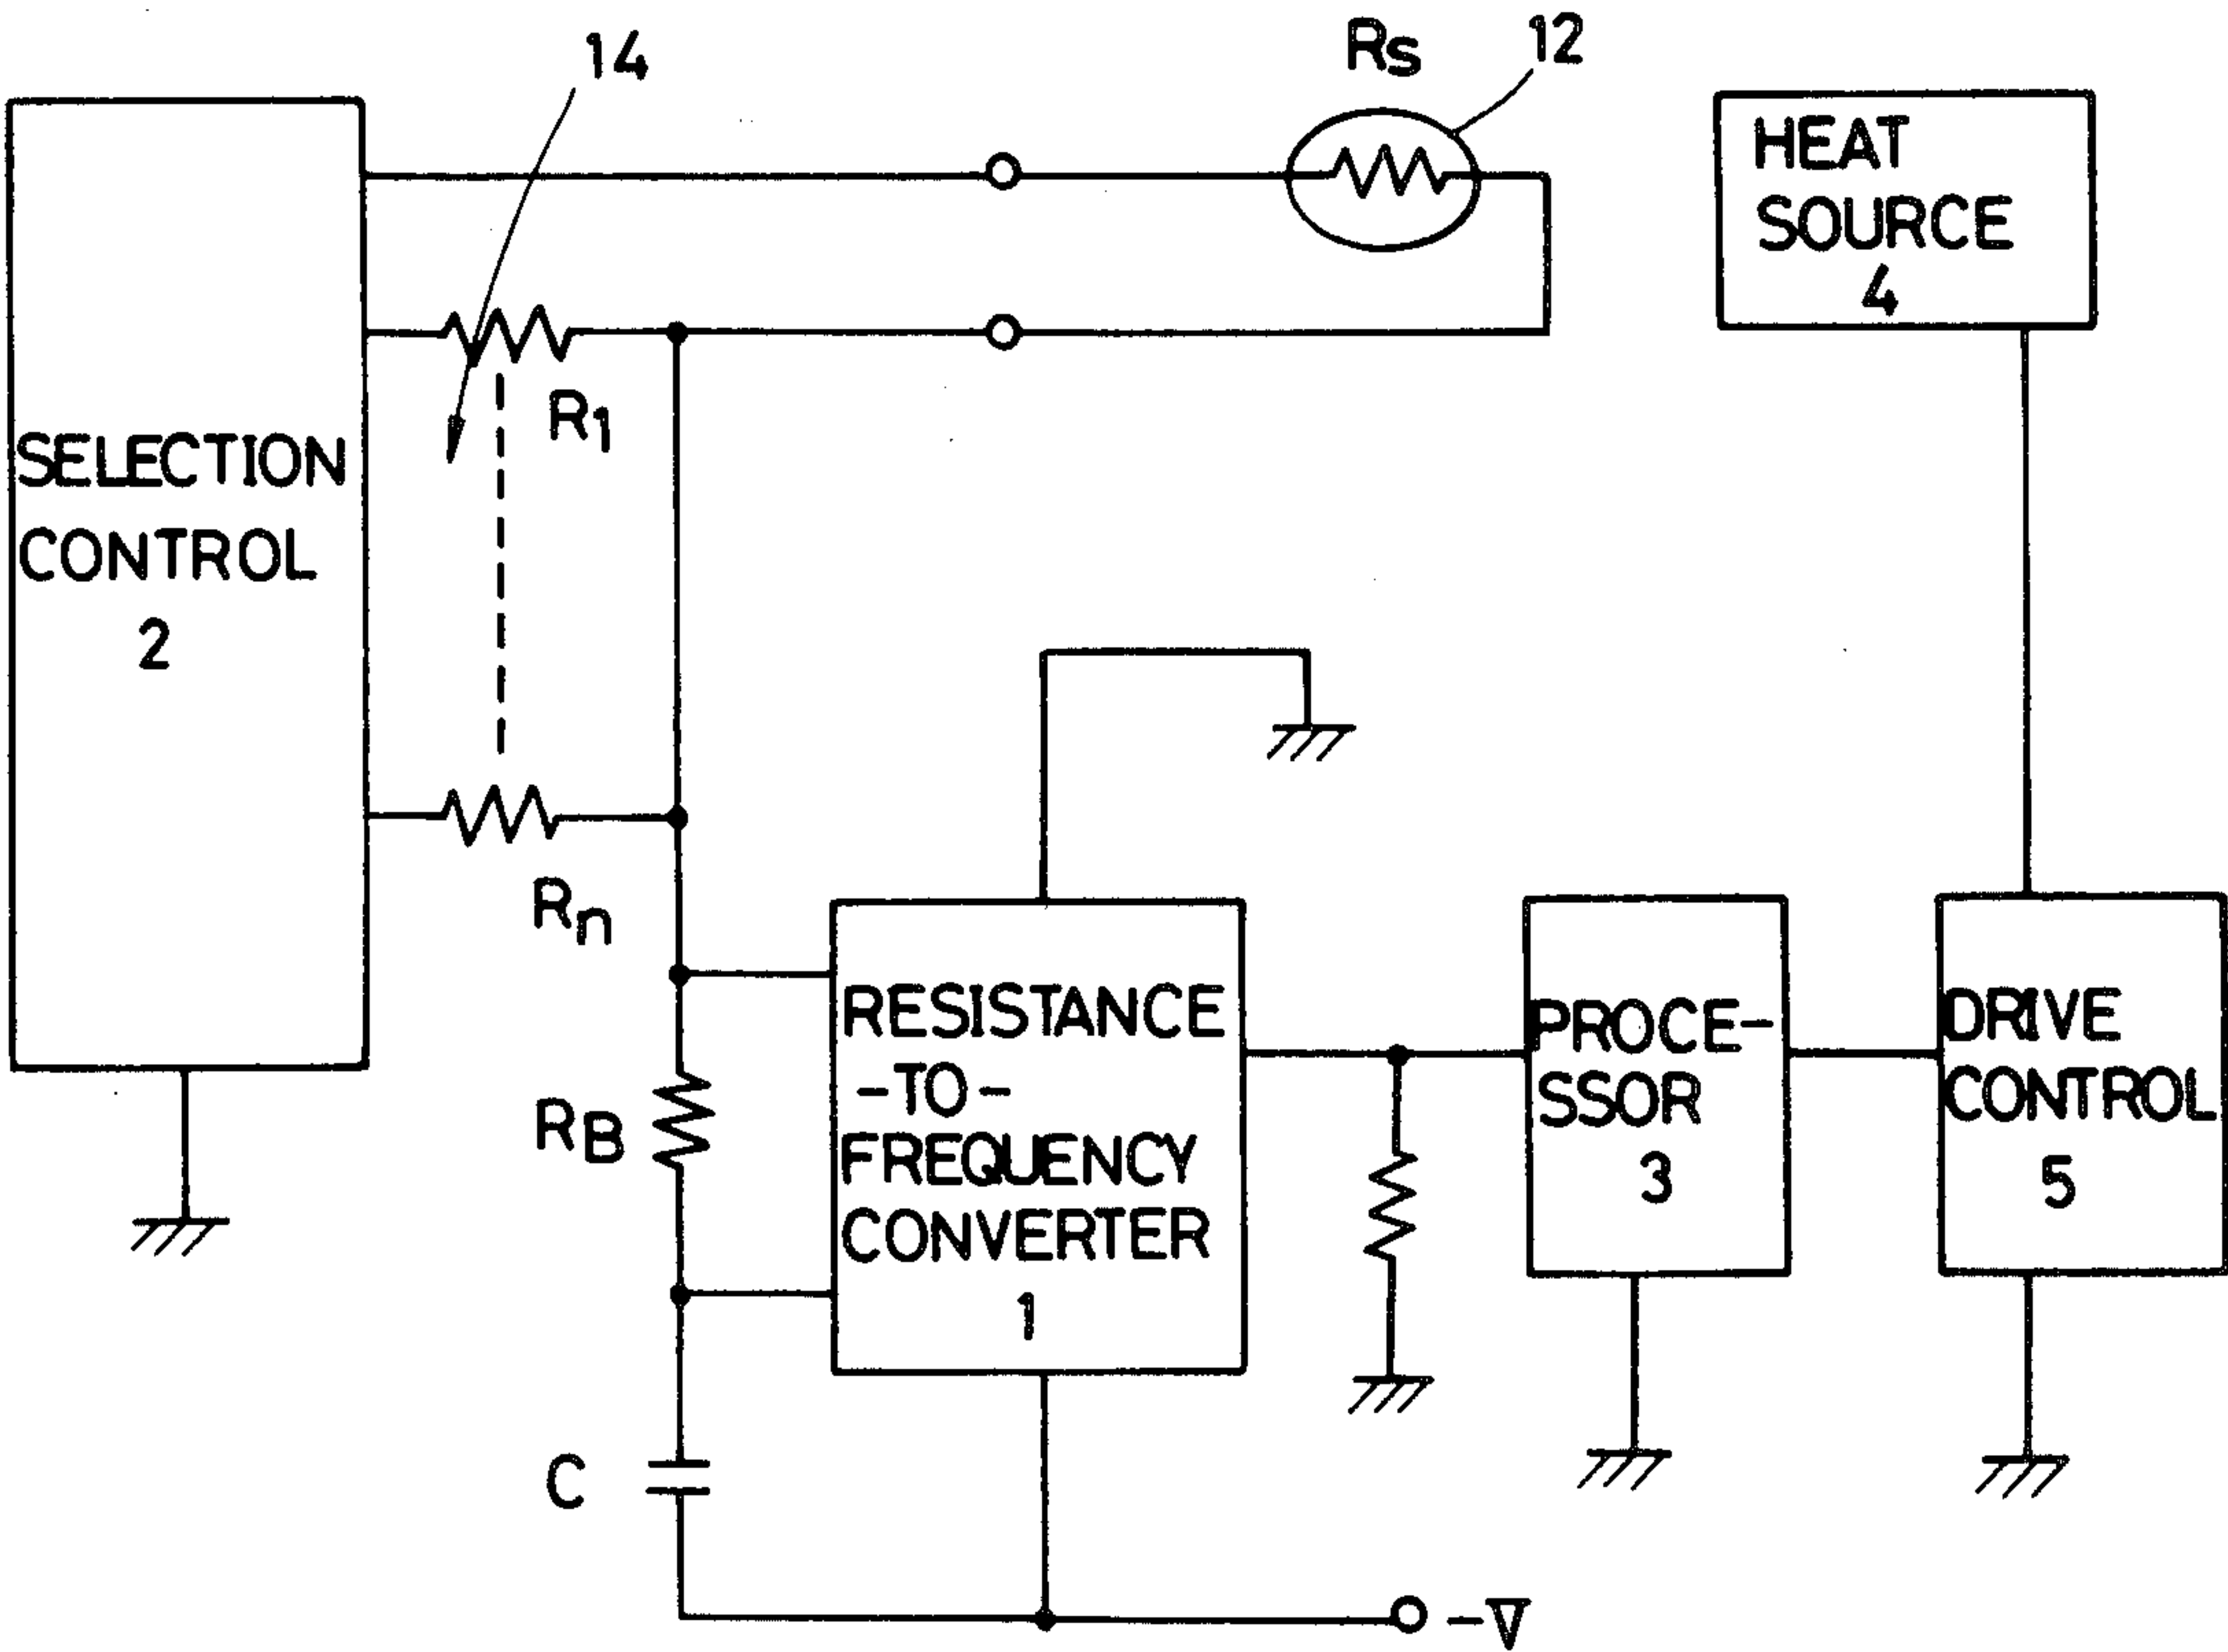 14
Rs
12
HEAT
SOURCE
4
R1
SELECTION
CONTROL
2
Rn
RESISTANCE
-TO-
FREQUENCY
CONVERTER
1
PROCE-
SSOR
3
DRIVE
CONTROL
5
RB
C
-V